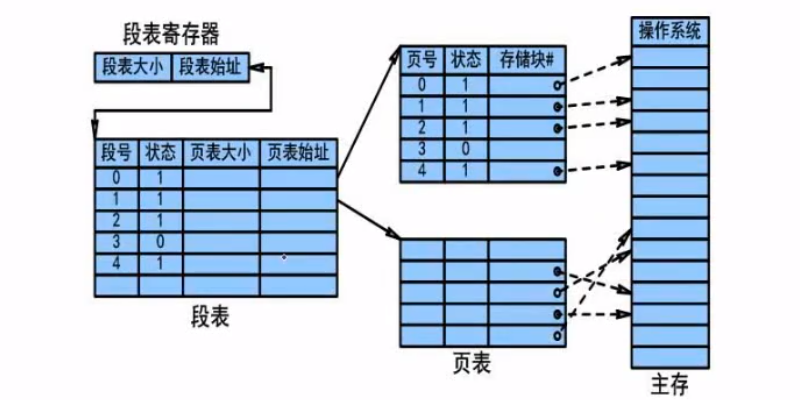 段表寄存器
段表大小 段表始址
段号 状态 页表大小 页表始址
0 1
1 1
2 1
3 0
4 1
段表
页号 状态 存储块#
0 1
1 1
2 1
3 0
4 1
页表
操作系统
主存